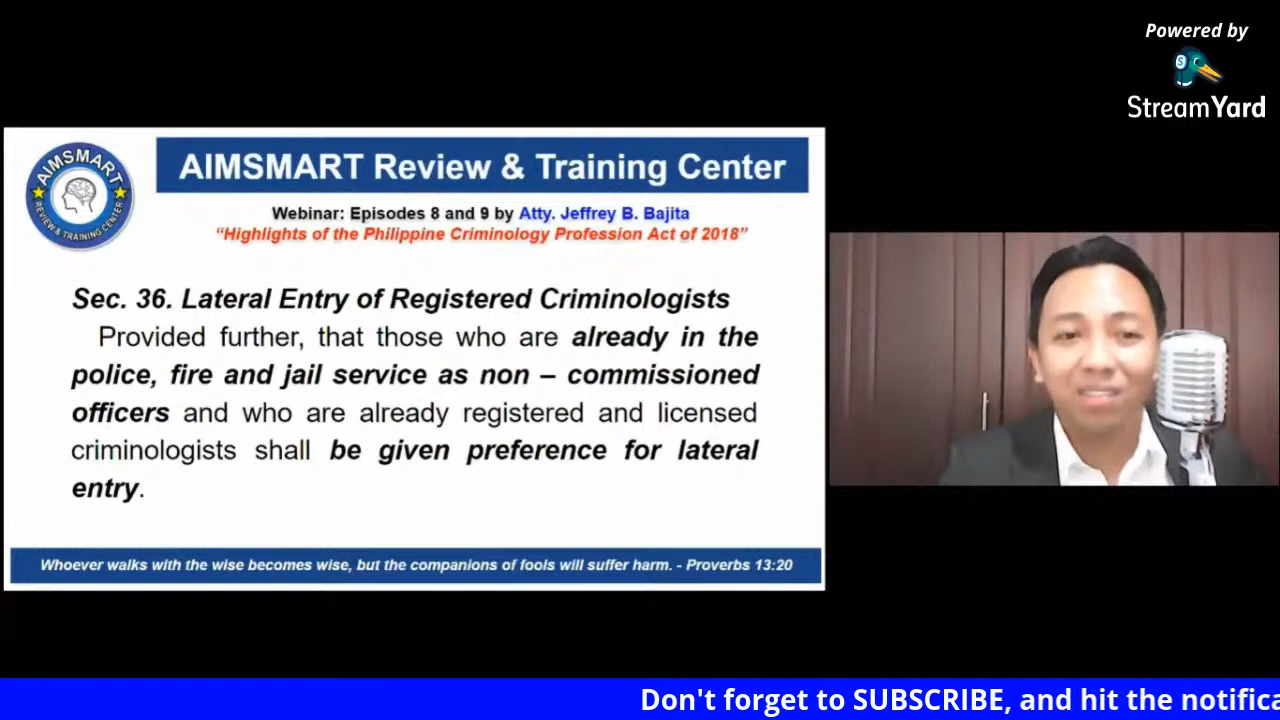 Powered by
StreamYard
AIMSMART
REVIEW & TRAINING CENTER
AIMSMART Review & Training Center
Webinar: Episodes 8 and 9 by Atty. Jeffrey B. Bajita
“Highlights of the Philippine Criminology Profession Act of 2018”
Sec. 36. Lateral Entry of Registered Criminologists
Provided further, that those who are already in the
police, fire and jail service as non – commissioned
officers and who are already registered and licensed
criminologists shall be given preference for lateral
entry.
Whoever walks with the wise becomes wise, but the companions of fools will suffer harm. - Proverbs 13:20
Don't forget to SUBSCRIBE, and hit the notifica